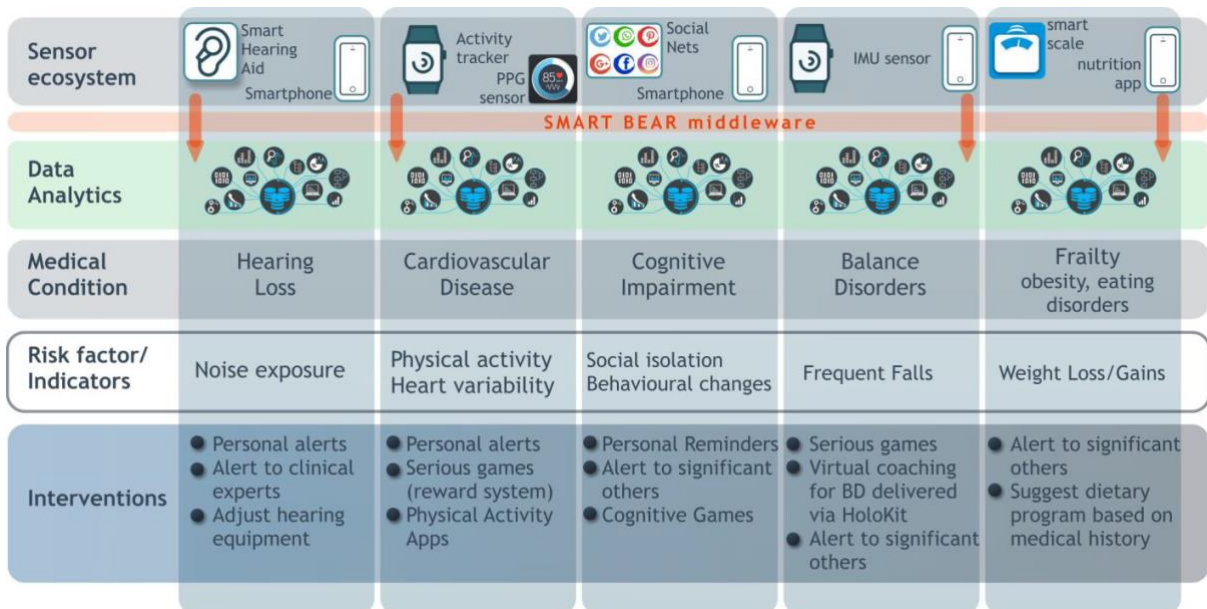 Sensor
ecosystem
Smart
Hearing
Aid
Smartphone
Activity
tracker
PPG
sensor
85
Social
Nets
Smartphone
IMU sensor
smart
scale
nutrition
app
SMART BEAR middleware
Data
Analytics
Medical
Condition
Hearing
Loss
Cardiovascular
Disease
Cognitive
Impairment
Balance
Disorders
Frailty
obesity, eating
disorders
Risk factor/
Indicators
Noise exposure
Physical activity
Heart variability
Social isolation
Behavioural changes
Frequent Falls
Weight Loss/Gains
Interventions
● Personal alerts
● Alert to clinical
experts
● Adjust hearing
equipment
● Personal alerts
● Serious games
(reward system)
● Physical Activity
Apps
● Personal Reminders
● Alert to significant
others
● Cognitive Games
● Serious games
● Virtual coaching
for BD delivered
via HoloKit
● Alert to significant
others
● Alert to significant
others
● Suggest dietary
program based on
medical history